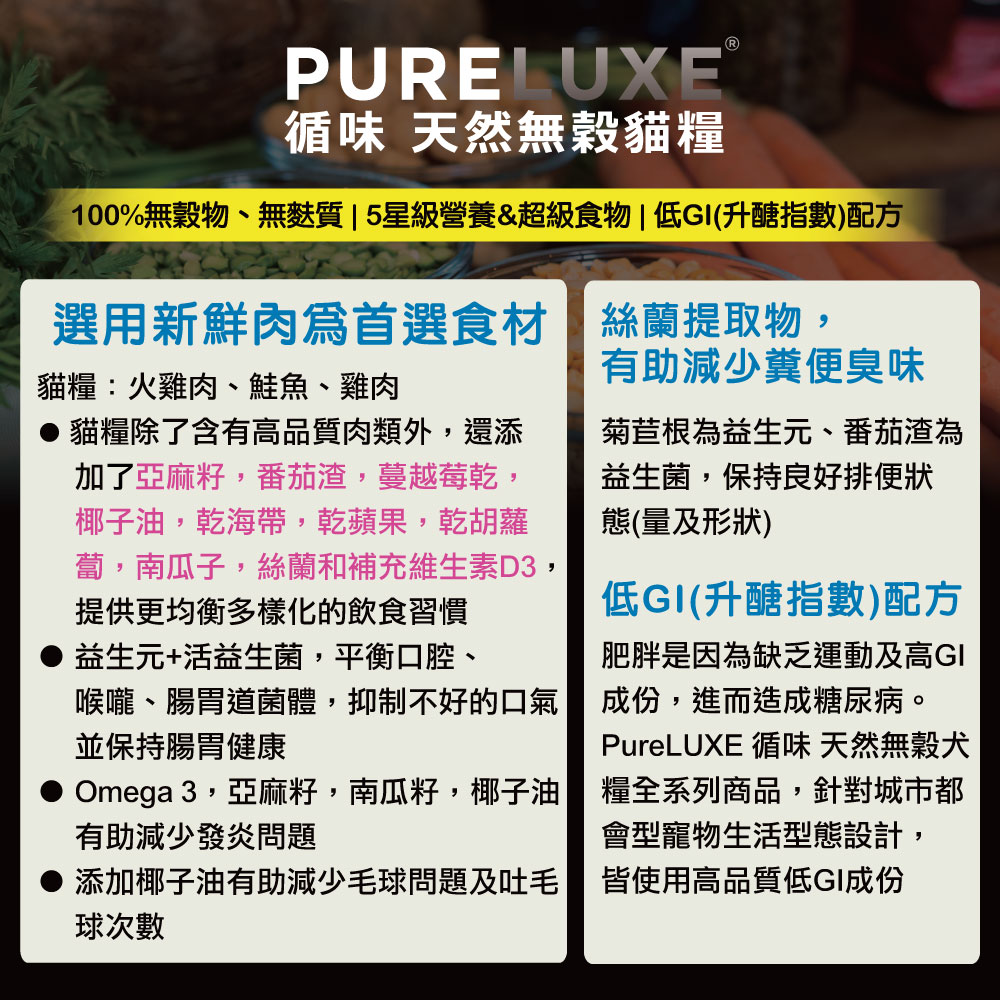 PURELUXE®
循味 天然無穀貓糧
100%無穀物、無麩質 | 5星級營養&超級食物 | 低GI(升醣指數)配方
選用新鮮肉為首選食材
貓糧：火雞肉、鮭魚、雞肉
● 貓糧除了含有高品質肉類外，還添
加了亞麻籽，番茄渣，蔓越莓乾，
椰子油，乾海帶，乾蘋果，乾胡蘿
蔔，南瓜子，絲蘭和補充維生素D3，
提供更均衡多樣化的飲食習慣
● 益生元+活益生菌，平衡口腔、
喉嚨、腸胃道菌體，抑制不好的口氣
並保持腸胃健康
● Omega 3，亞麻籽，南瓜籽，椰子油
有助減少發炎問題
● 添加椰子油有助減少毛球問題及吐毛
球次數
絲蘭提取物，
有助減少糞便臭味
菊苣根為益生元、番茄渣為
益生菌，保持良好排便狀
態(量及形狀)
低GI(升醣指數)配方
肥胖是因為缺乏運動及高GI
成份，進而造成糖尿病。
PureLUXE 循味 天然無穀犬
糧全系列商品，針對城市都
會型寵物生活型態設計，
皆使用高品質低GI成份